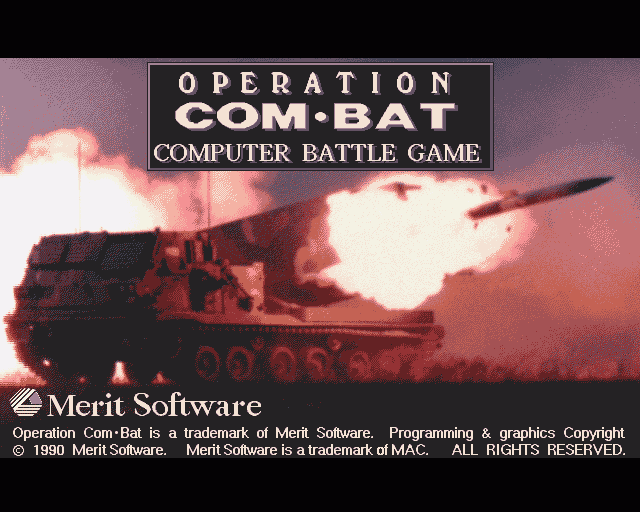 OPERATION
COM•BAT
COMPUTER BATTLE GAME
Merit Software
Operation Com•Bat is a trademark of Merit Software. Programming & graphics Copyright
© 1990 Merit Software. Merit Software is a trademark of MAC. ALL RIGHTS RESERVED.